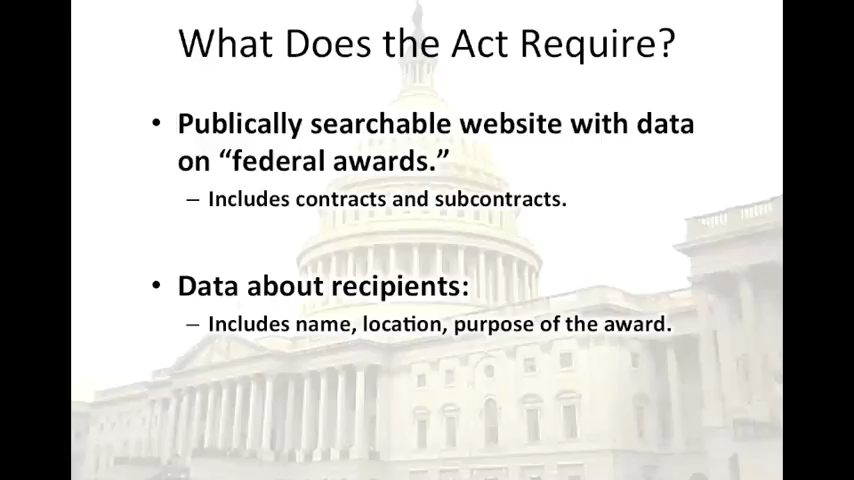 What Does the Act Require?
• Publically searchable website with data
on “federal awards.”
– Includes contracts and subcontracts.
• Data about recipients:
– Includes name, location, purpose of the award.